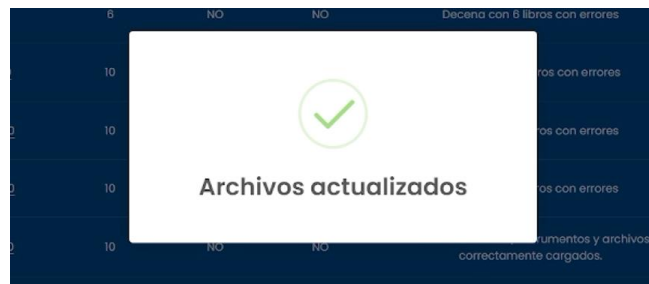 6 NO NO Decena con 6 libros con errores
10 ros con errores
10 ros con errores
Archivos actualizados
10 ros con errores
10 NO NO rumentos y archivos
correctamente cargados.